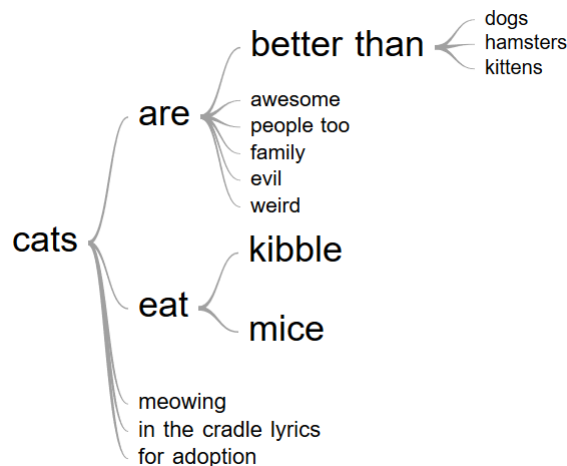 cats
are
better than
dogs
hamsters
kittens
awesome
people too
family
evil
weird
eat
kibble
mice
meowing
in the cradle lyrics
for adoption